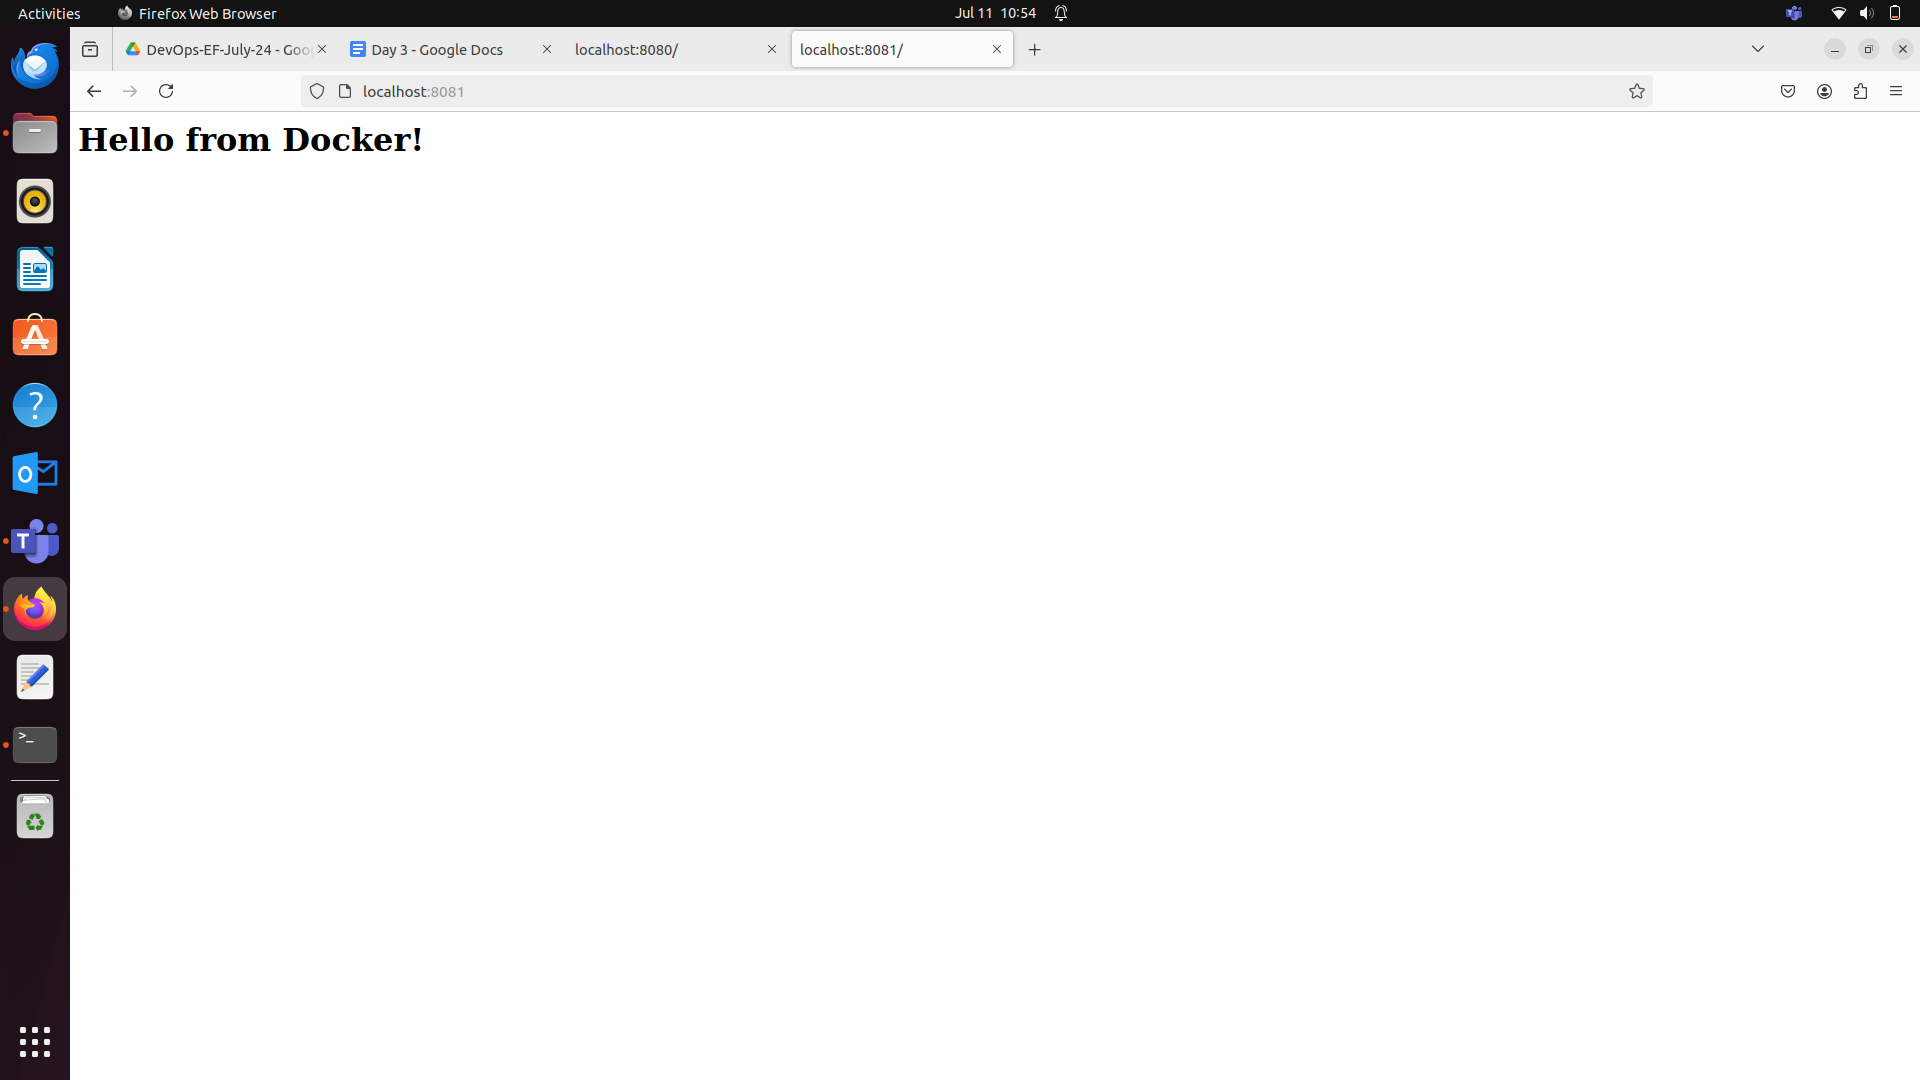 Activities
Firefox Web Browser
Jul 11 10:54
DevOps-EF-July-24 - Goo
Day 3 - Google Docs
localhost:8080/
localhost:8081/
localhost:8081
Hello from Docker!